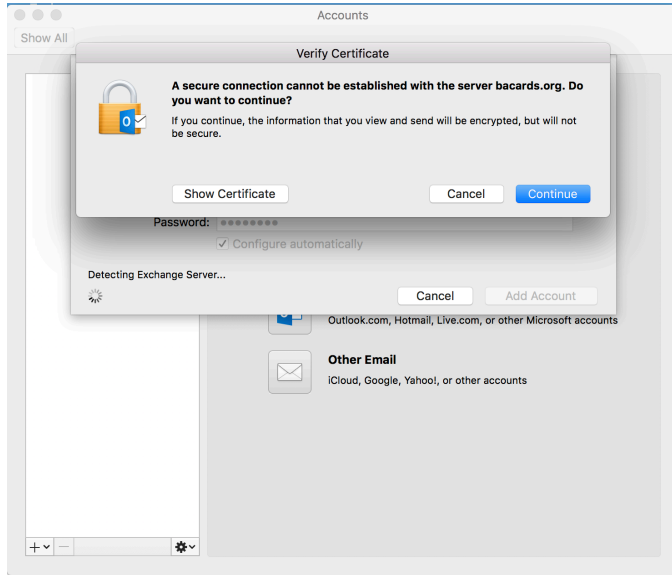 Accounts
Show All
Verify Certificate
A secure connection cannot be established with the server bacards.org. Do
you want to continue?
If you continue, the information that you view and send will be encrypted, but will not
be secure.
Show Certificate
Cancel
Continue
Password:
Configure automatically
Detecting Exchange Server...
Cancel
Add Account
Outlook.com, Hotmail, Live.com, or other Microsoft accounts
Other Email
iCloud, Google, Yahoo!, or other accounts